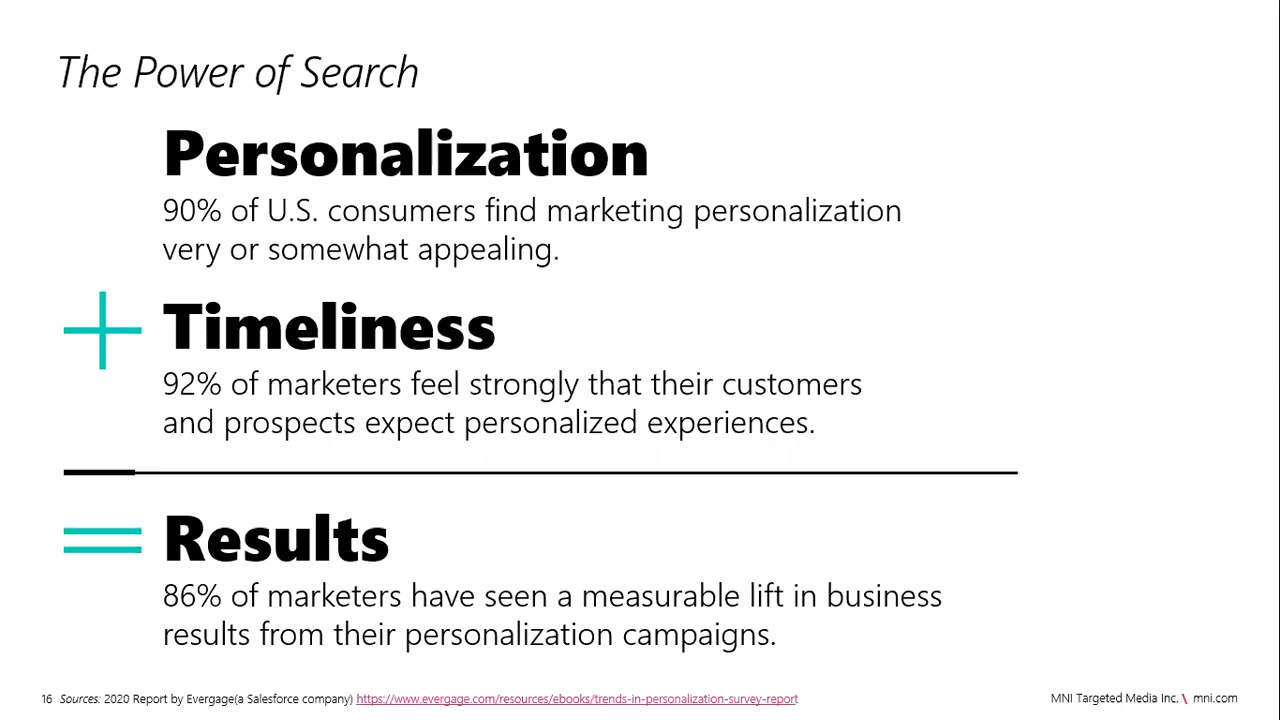 The Power of Search
Personalization
90% of U.S. consumers find marketing personalization
very or somewhat appealing.
+ Timeliness
92% of marketers feel strongly that their customers
and prospects expect personalized experiences.
= Results
86% of marketers have seen a measurable lift in business
results from their personalization campaigns.
16 Sources: 2020 Report by Evergage(a Salesforce company) https://www.evergage.com/resources/ebooks/trends-in-personalization-survey-report
MNI Targeted Media Inc. \ mni.com